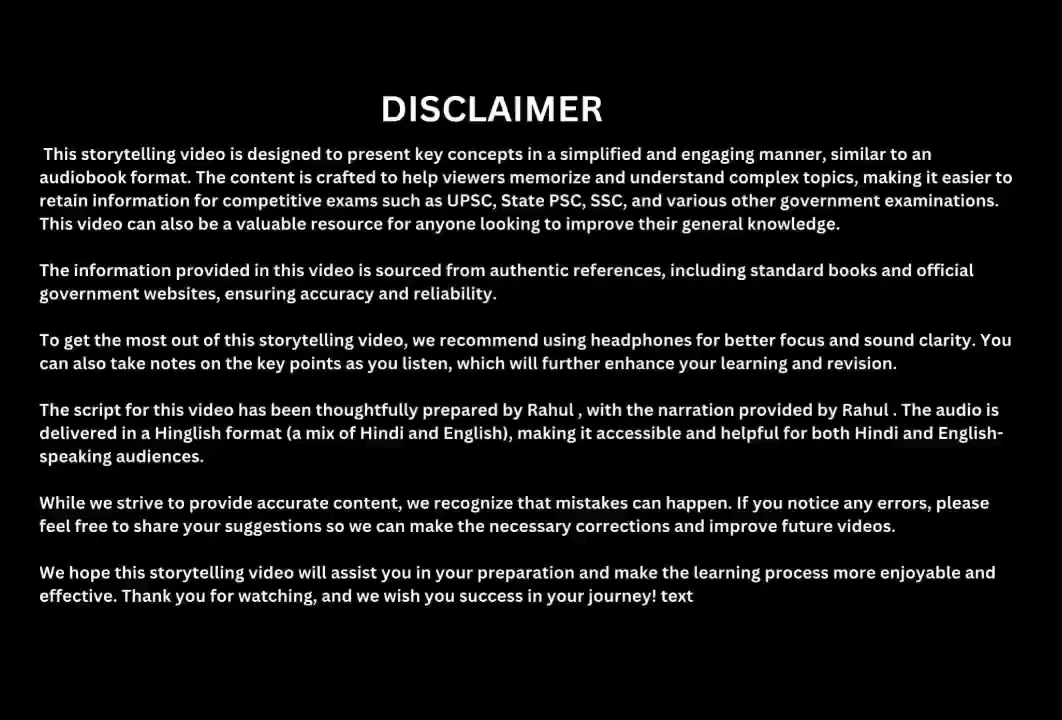 DISCLAIMER
This storytelling video is designed to present key concepts in a simplified and engaging manner, similar to an
audiobook format. The content is crafted to help viewers memorize and understand complex topics, making it easier to
retain information for competitive exams such as UPSC, State PSC, SSC, and various other government examinations.
This video can also be a valuable resource for anyone looking to improve their general knowledge.
The information provided in this video is sourced from authentic references, including standard books and official
government websites, ensuring accuracy and reliability.
To get the most out of this storytelling video, we recommend using headphones for better focus and sound clarity. You
can also take notes on the key points as you listen, which will further enhance your learning and revision.
The script for this video has been thoughtfully prepared by Rahul , with the narration provided by Rahul . The audio is
delivered in a Hinglish format (a mix of Hindi and English), making it accessible and helpful for both Hindi and English-
speaking audiences.
While we strive to provide accurate content, we recognize that mistakes can happen. If you notice any errors, please
feel free to share your suggestions so we can make the necessary corrections and improve future videos.
We hope this storytelling video will assist you in your preparation and make the learning process more enjoyable and
effective. Thank you for watching, and we wish you success in your journey! text